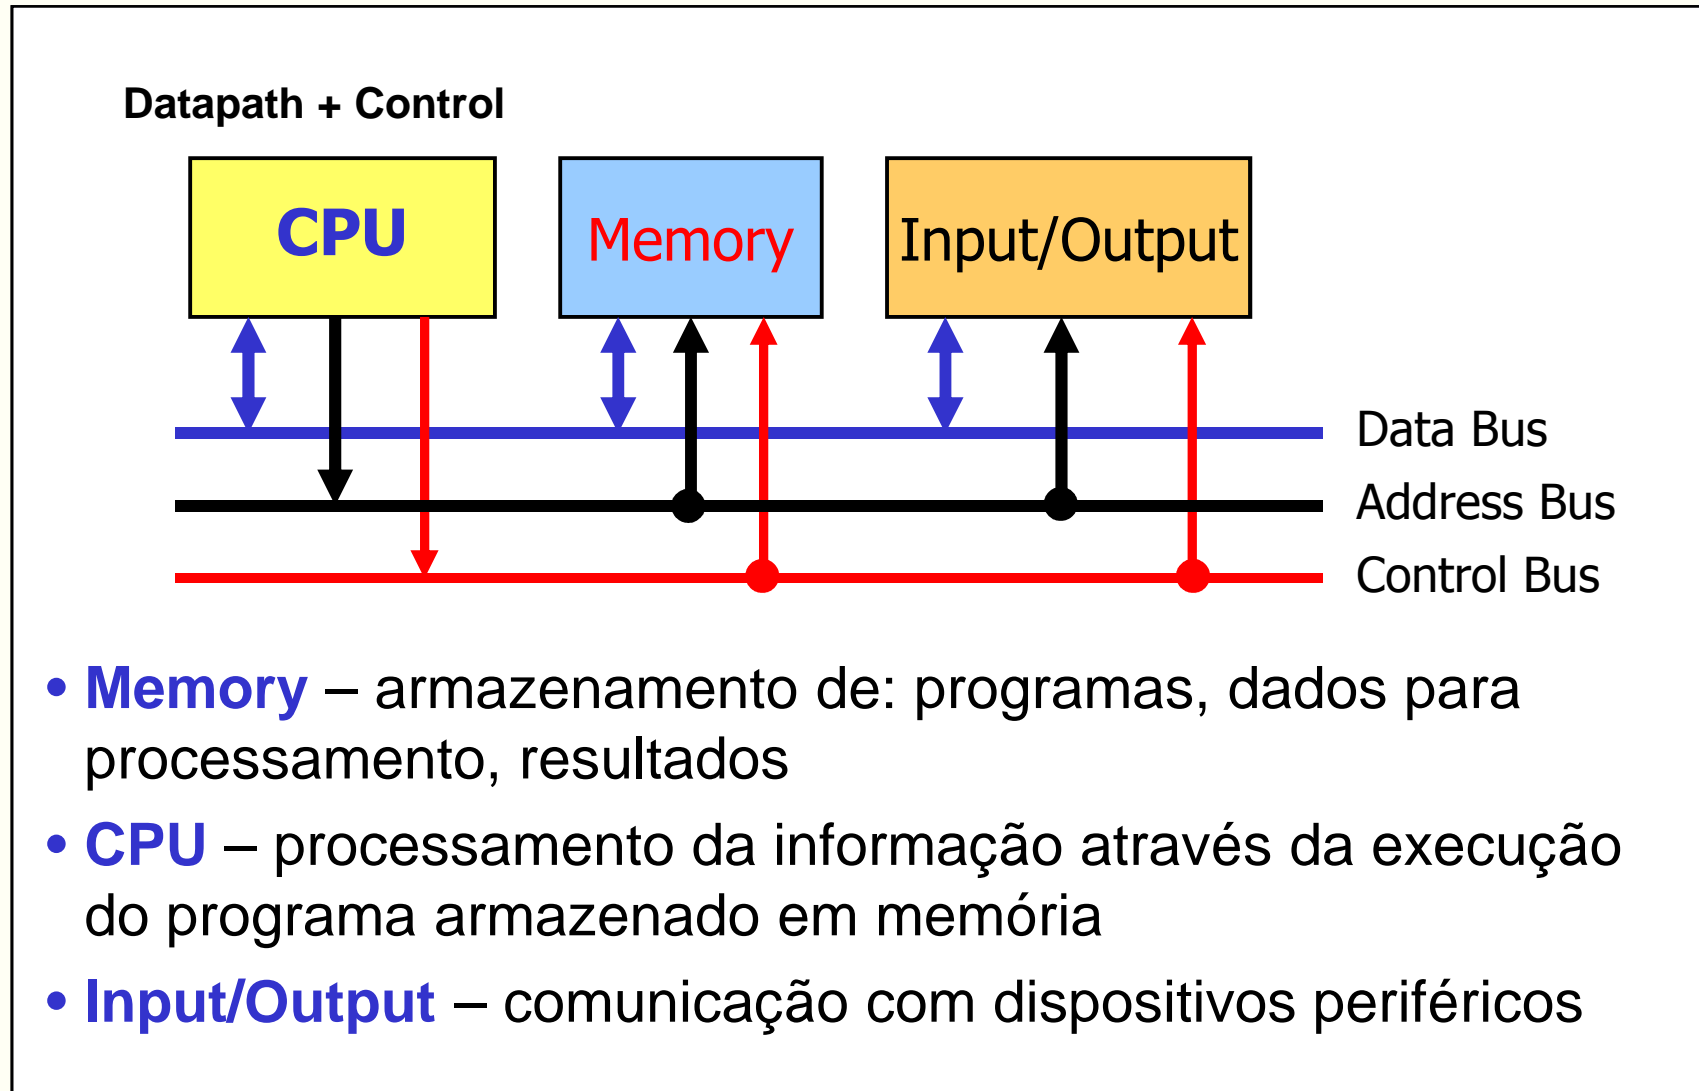 Datapath + Control
CPU
Memory
Input/Output
Data Bus
Address Bus
Control Bus
• Memory – armazenamento de: programas, dados para
processamento, resultados
• CPU – processamento da informação através da execução
do programa armazenado em memória
• Input/Output – comunicação com dispositivos periféricos